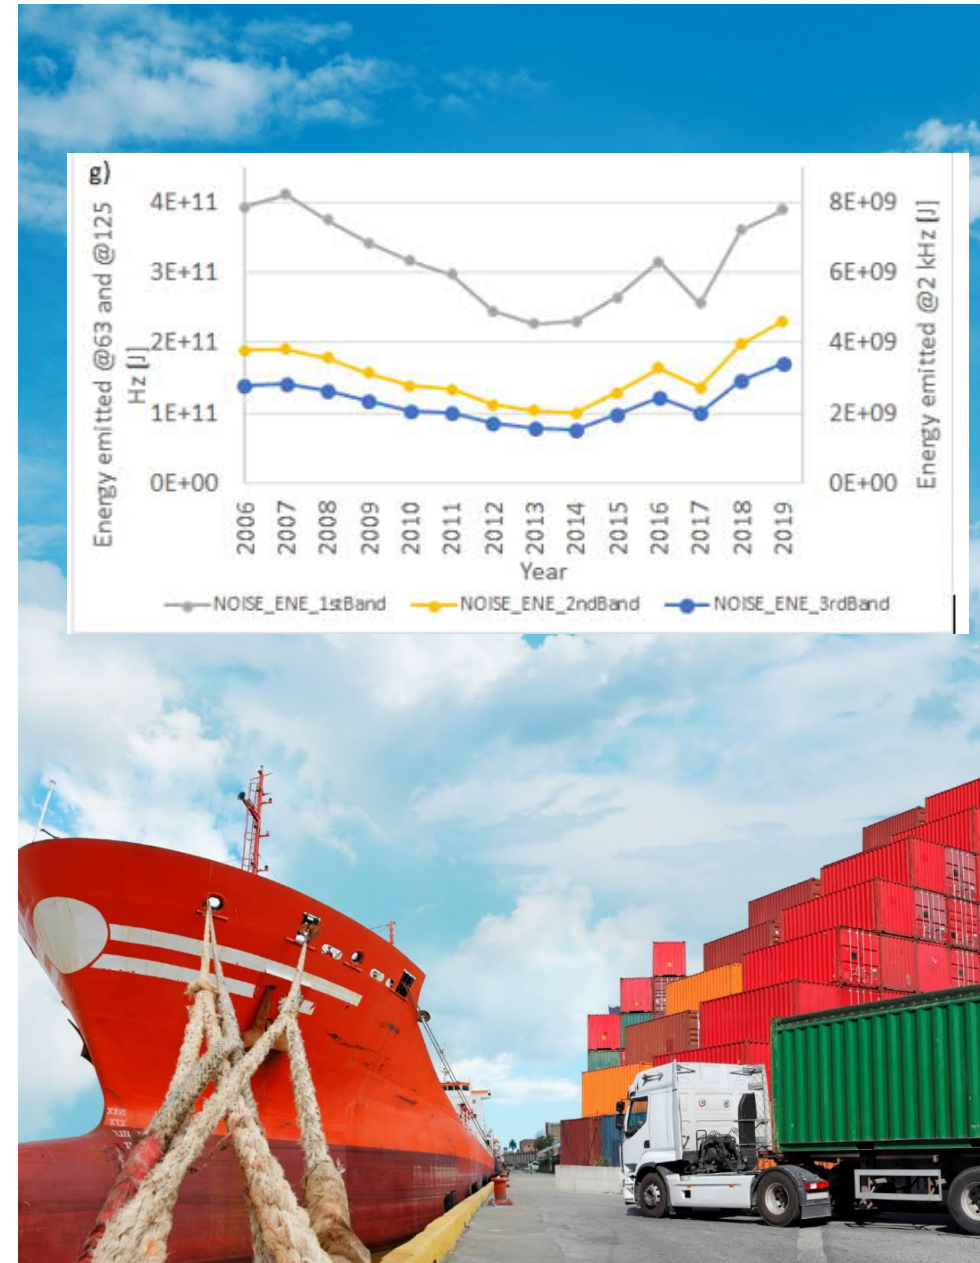 g)
Energy emitted @63 and @125
Hz [J]
4E+11
3E+11
2E+11
1E+11
0E+00
8E+09
6E+09
4E+09
2E+09
0E+00
Energy emitted @2 kHz [J]
2006
2007
2008
2009
2010
2011
2012
2013
2014
2015
2016
2017
2018
2019
Year
NOISE_ENE_1stBand
NOISE_ENE_2ndBand
NOISE_ENE_3rdBand